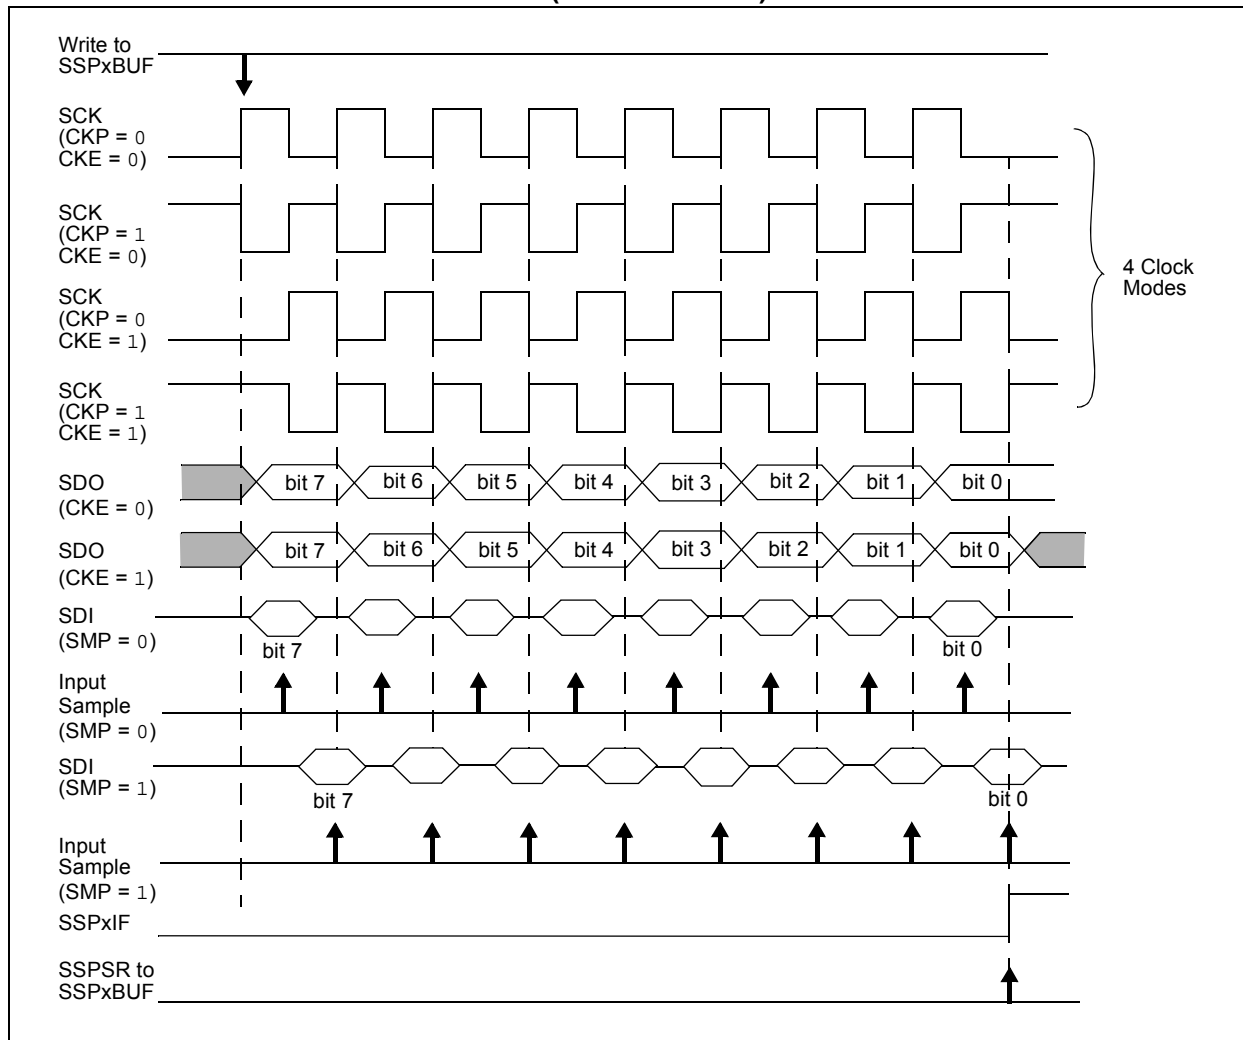 Write to
SSPxBUF
SCK
(CKP = 0
CKE = 0)
SCK
(CKP = 1
CKE = 0)
SCK
(CKP = 0
CKE = 1)
SCK
(CKP = 1
CKE = 1)
4 Clock
Modes
SDO
(CKE = 0)
bit 7 bit 6 bit 5 bit 4 bit 3 bit 2 bit 1 bit 0
SDO
(CKE = 1)
bit 7 bit 6 bit 5 bit 4 bit 3 bit 2 bit 1 bit 0
SDI
(SMP = 0)
bit 7 bit 0
Input
Sample
(SMP = 0)
SDI
(SMP = 1)
bit 7 bit 0
Input
Sample
(SMP = 1)
SSPxIF
SSPSR to
SSPxBUF